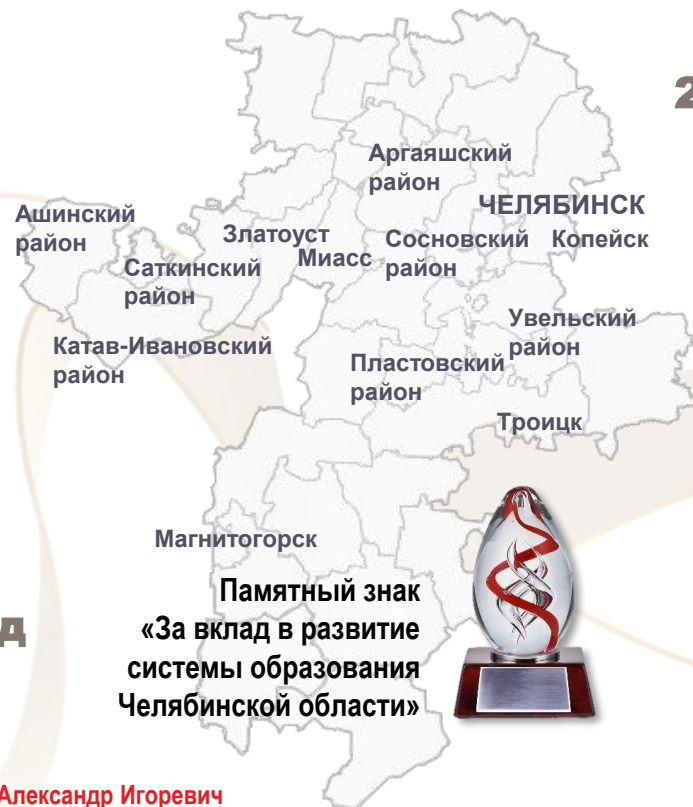 2
Аргаяшский
район
ЧЕЛЯБИНСК
Ашинский
район
Златоуст
Миасс
Сосновский
район
Копейск
Саткинский
район
Увельский
район
Катав-Ивановский
район
Пластовский
район
Троицк
Магнитогорск
Памятный знак
«За вклад в развитие
системы образования
Челябинской области»
д
Александр Игоревич